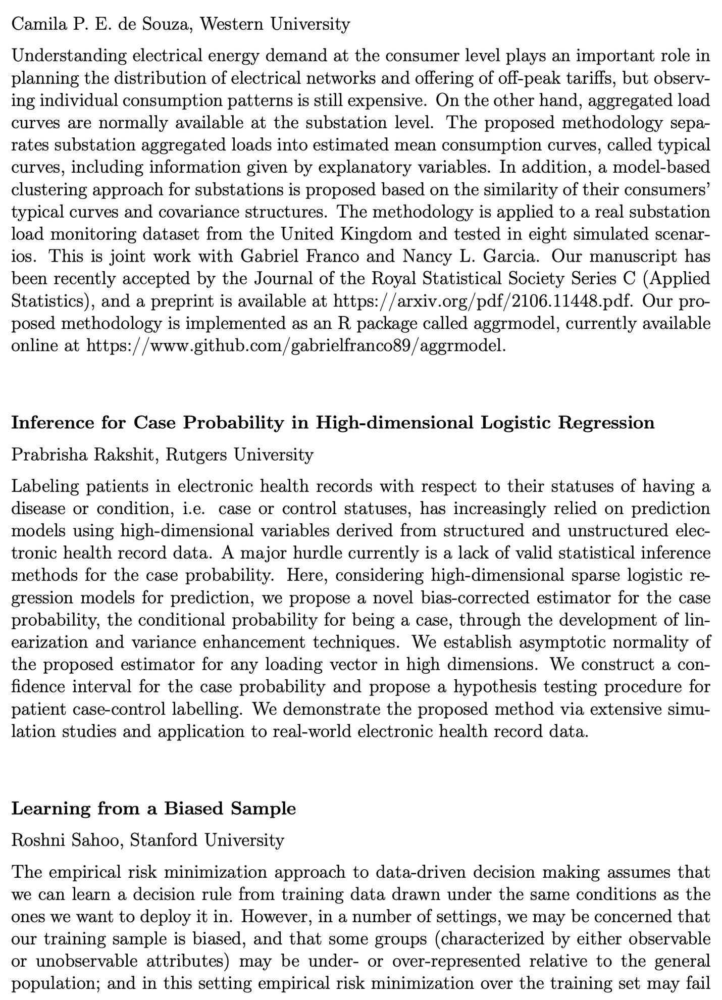 Camila P. E. de Souza, Western University
Understanding electrical energy demand at the consumer level plays an important role in
planning the distribution of electrical networks and offering of off-peak tariffs, but observ-
ing individual consumption patterns is still expensive. On the other hand, aggregated load
curves are normally available at the substation level. The proposed methodology sepa-
rates substation aggregated loads into estimated mean consumption curves, called typical
curves, including information given by explanatory variables. In addition, a model-based
clustering approach for substations is proposed based on the similarity of their consumers’
typical curves and covariance structures. The methodology is applied to a real substation
load monitoring dataset from the United Kingdom and tested in eight simulated scenar-
ios. This is joint work with Gabriel Franco and Nancy L. Garcia. Our manuscript has
been recently accepted by the Journal of the Royal Statistical Society Series C (Applied
Statistics), and a preprint is available at https://arxiv.org/pdf/2106.11448.pdf. Our pro-
posed methodology is implemented as an R package called aggrmodel, currently available
online at https://www.github.com/gabrielfranco89/aggrmodel.
Inference for Case Probability in High-dimensional Logistic Regression
Prabrisha Rakshit, Rutgers University
Labeling patients in electronic health records with respect to their statuses of having a
disease or condition, i.e. case or control statuses, has increasingly relied on prediction
models using high-dimensional variables derived from structured and unstructured elec-
tronic health record data. A major hurdle currently is a lack of valid statistical inference
methods for the case probability. Here, considering high-dimensional sparse logistic re-
gression models for prediction, we propose a novel bias-corrected estimator for the case
probability, the conditional probability for being a case, through the development of lin-
earization and variance enhancement techniques. We establish asymptotic normality of
the proposed estimator for any loading vector in high dimensions. We construct a con-
fidence interval for the case probability and propose a hypothesis testing procedure for
patient case-control labelling. We demonstrate the proposed method via extensive simu-
lation studies and application to real-world electronic health record data.
Learning from a Biased Sample
Roshni Sahoo, Stanford University
The empirical risk minimization approach to data-driven decision making assumes that
we can learn a decision rule from training data drawn under the same conditions as the
ones we want to deploy it in. However, in a number of settings, we may be concerned that
our training sample is biased, and that some groups (characterized by either observable
or unobservable attributes) may be under- or over-represented relative to the general
population; and in this setting empirical risk minimization over the training set may fail